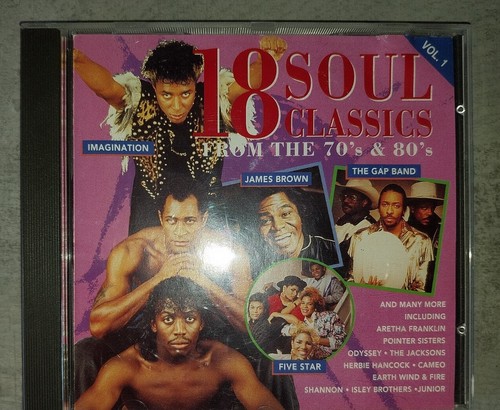 VOL. 1
18 SOUL
CLASSICS
FROM THE 70's & 80's
IMAGINATION
JAMES BROWN
THE GAP BAND
FIVE STAR
AND MANY MORE
INCLUDING
ARETHA FRANKLIN
POINTER SISTERS
ODYSSEY • THE JACKSONS
HERBIE HANCOCK • CAMEO
EARTH WIND & FIRE
SHANNON • ISLEY BROTHERS • JUNIOR